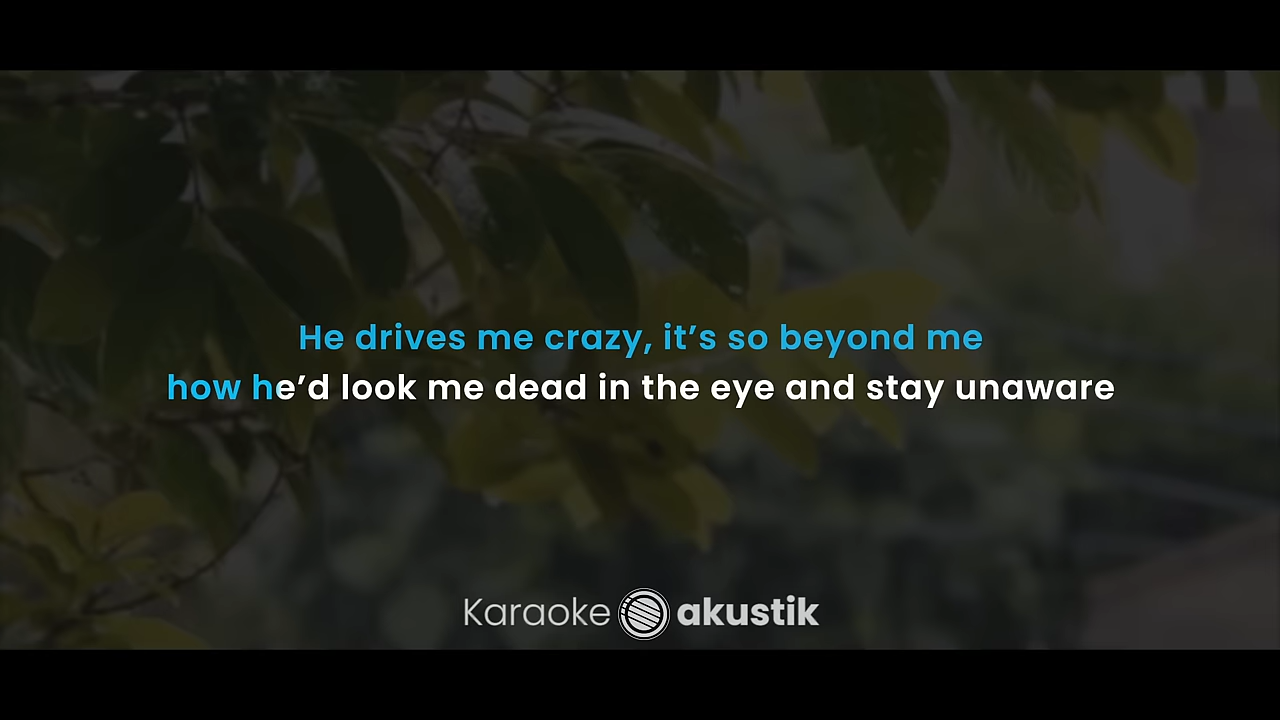 He drives me crazy, it’s so beyond me
how he’d look me dead in the eye and stay unaware
Karaoke akustik